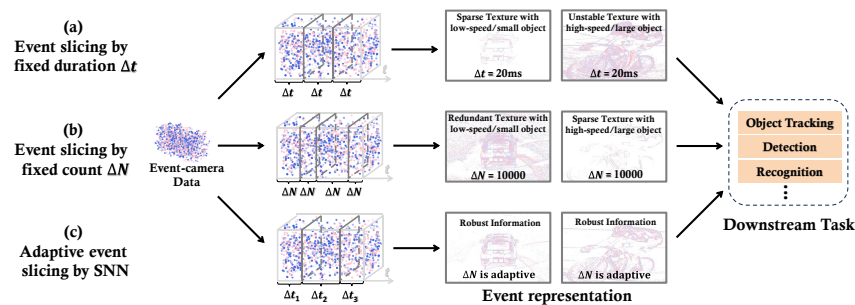 (a)
Event slicing by
fixed duration Δt
Δt Δt Δt
t
Sparse Texture with
low-speed/small object
Δt = 20ms
Unstable Texture with
high-speed/large object
Δt = 20ms
(b)
Event slicing by
fixed count ΔN
Event-camera
Data
ΔN ΔN ΔN ΔN
t
Redundant Texture with
low-speed/small object
ΔN = 10000
Sparse Texture with
high-speed/large object
ΔN = 10000
(c)
Adaptive event
slicing by SNN
Δt1 Δt2 Δt3
t
Robust Information
ΔN is adaptive
Robust Information
ΔN is adaptive
Event representation
Object Tracking
Detection
Recognition
⋮
Downstream Task